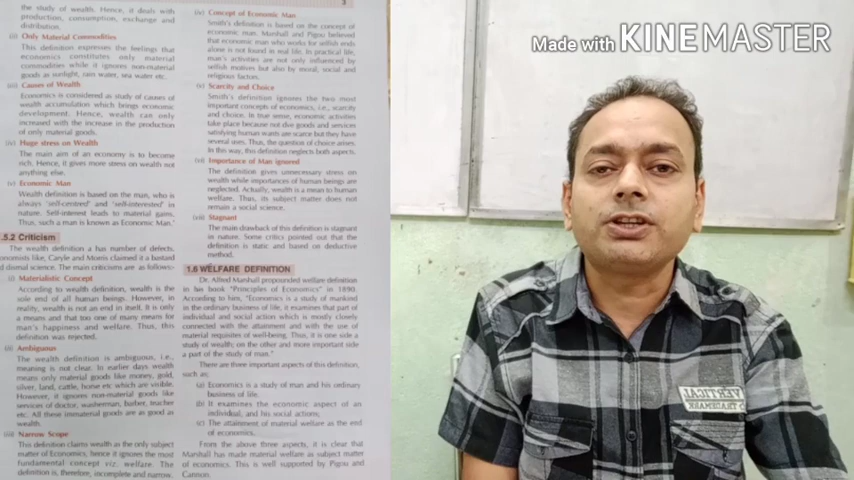 3
the study of wealth. Hence, it deals with
production, consumption, exchange and
distribution.
(ii) Only Material Commodities
This definition expresses the feelings that
economics constitutes only material
commodities while it ignores non-material
goods as sunlight, rain water, sea water etc.
(iii) Causes of Wealth
Economics is considered as study of causes of
wealth accumulation which brings economic
development. Hence, wealth can only
increased with the increase in the production
of only material goods.
(iv) Huge stress on Wealth
The main aim of an economy is to become
rich. Hence, it gives more stress on wealth not
anything else.
(v) Economic Man
Wealth definition is based on the man, who is
always 'self-centred' and 'self-interested' in
nature. Self-interest leads to material gains.
Thus, such a man is known as Economic Man."
.5.2 Criticism
The wealth definition a has number of defects.
onomists like, Caryle and Morris claimed it a bastard
d dismal science. The main criticisms are as follows:-
(i) Materialistic Concept
According to wealth definition, wealth is the
sole end of all human beings. However, in
reality, wealth is not an end in itself. It is only
a means and that too one of many means for
man's happiness and welfare. Thus, this
definition was rejected.
(ii) Ambiguous
The wealth definition is ambiguous, i.e.,
meaning is not clear. In earlier days wealth
means only material goods like money, gold,
silver, land, cattle, horse etc which are visible.
However, it ignores non-material goods like
services of doctor, washerman, barber, teacher
etc. All these immaterial goods are as good as
wealth.
(iii) Narrow Scope
This definition claims wealth as the only subject
matter of Economics, hence it ignores the most
fundamental concept viz, welfare. The
definition is, therefore, incomplete and narrow.
(iv) Concept of Economic Man
Smith's definition is based on the concept of
economic man. Marshall and Pigou believed
that economic man who works for selfish ends
alone is not found in real life. In practical life,
man's activities are not only influenced by
selfish motives but also by moral, social and
religious factors.
(v) Scarcity and Choice
Smith's definition ignores the two most
important concepts of economics, i.e., scarcity
and choice. In true sense, economic activities
take place because not due goods and services
satisfying human wants are scarce but they have
several uses. Thus, the question of choice arises.
In this way, this definition neglects both aspects.
(vi) Importance of Man ignored
The definition gives unnecessary stress on
wealth while importances of human beings are
neglected. Actually, wealth is a mean to human
welfare. Thus, its subject matter does not
remain a social science.
(vii) Stagnant
The main drawback of this definition is stagnant
in nature. Some critics pointed out that the
definition is static and based on deductive
method.
1.6 WELFARE DEFINITION
Dr. Alfred Marshall propounded welfare definition
in his book "Principles of Economics" in 1890.
According to him, "Economics is a study of mankind
in the ordinary business of life, it examines that part of
individual and social action which is mostly closely
connected with the attainment and with the use of
material requisites of well-being. Thus, it is one side a
study of wealth; on the other and more important side
a part of the study of man."
There are three important aspects of this definition,
such as;
(a) Economics is a study of man and his ordinary
business of life.
(b) It examines the economic aspect of an
individual, and his social actions;
(c) The attainment of material welfare as the end
of economics.
From the above three aspects, it is clear that
Marshall has made material welfare as subject matter
of economics. This is well supported by Pigou and
Cannon.
Made with KINEMASTER
VERTICAL
TRADEMARK